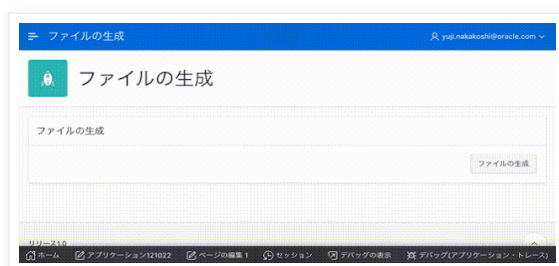 ファイルの生成
yuji.nakakoshi@oracle.com
ファイルの生成
ファイルの生成
ファイルの生成
リリース1.0
ホーム アプリケーション121022 ページの編集 1 セッション デバッグの表示 デバッグ(アプリケーション・トレース)